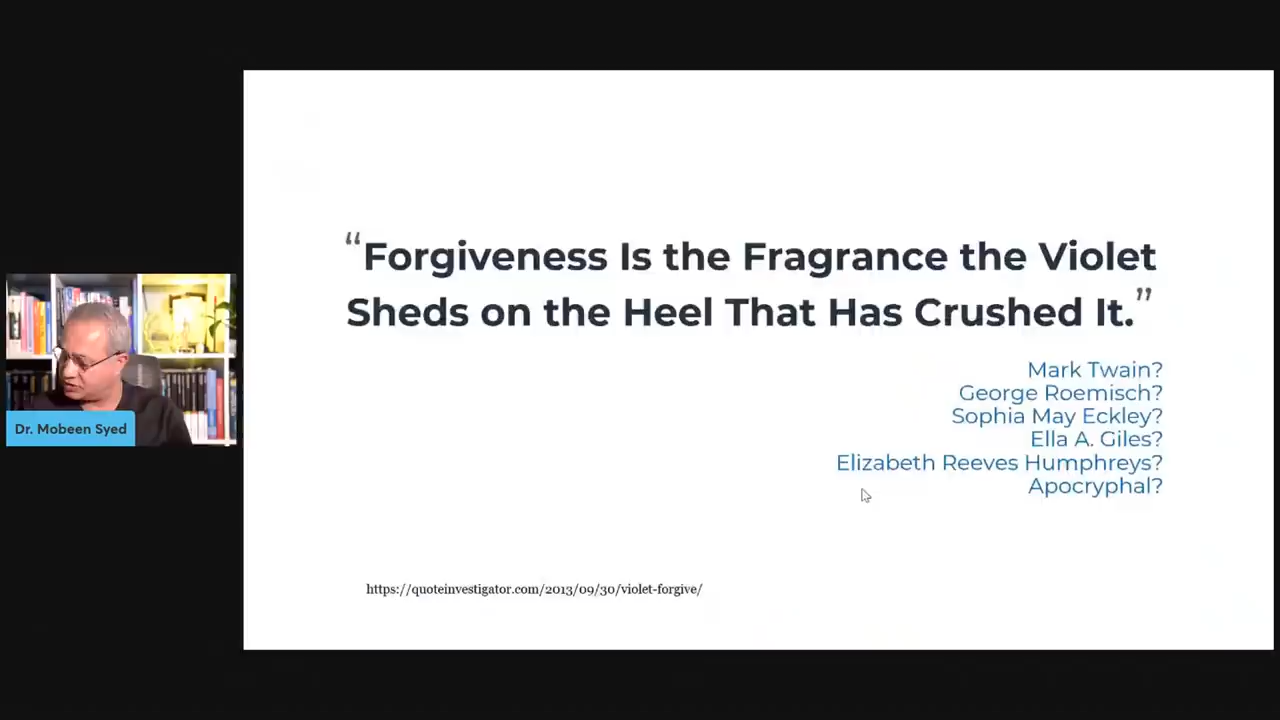 “Forgiveness Is the Fragrance the Violet
Sheds on the Heel That Has Crushed It.”
Mark Twain?
George Roemisch?
Sophia May Eckley?
Ella A. Giles?
Elizabeth Reeves Humphreys?
Apocryphal?
Dr. Mobeen Syed
https://quoteinvestigator.com/2013/09/30/violet-forgive/